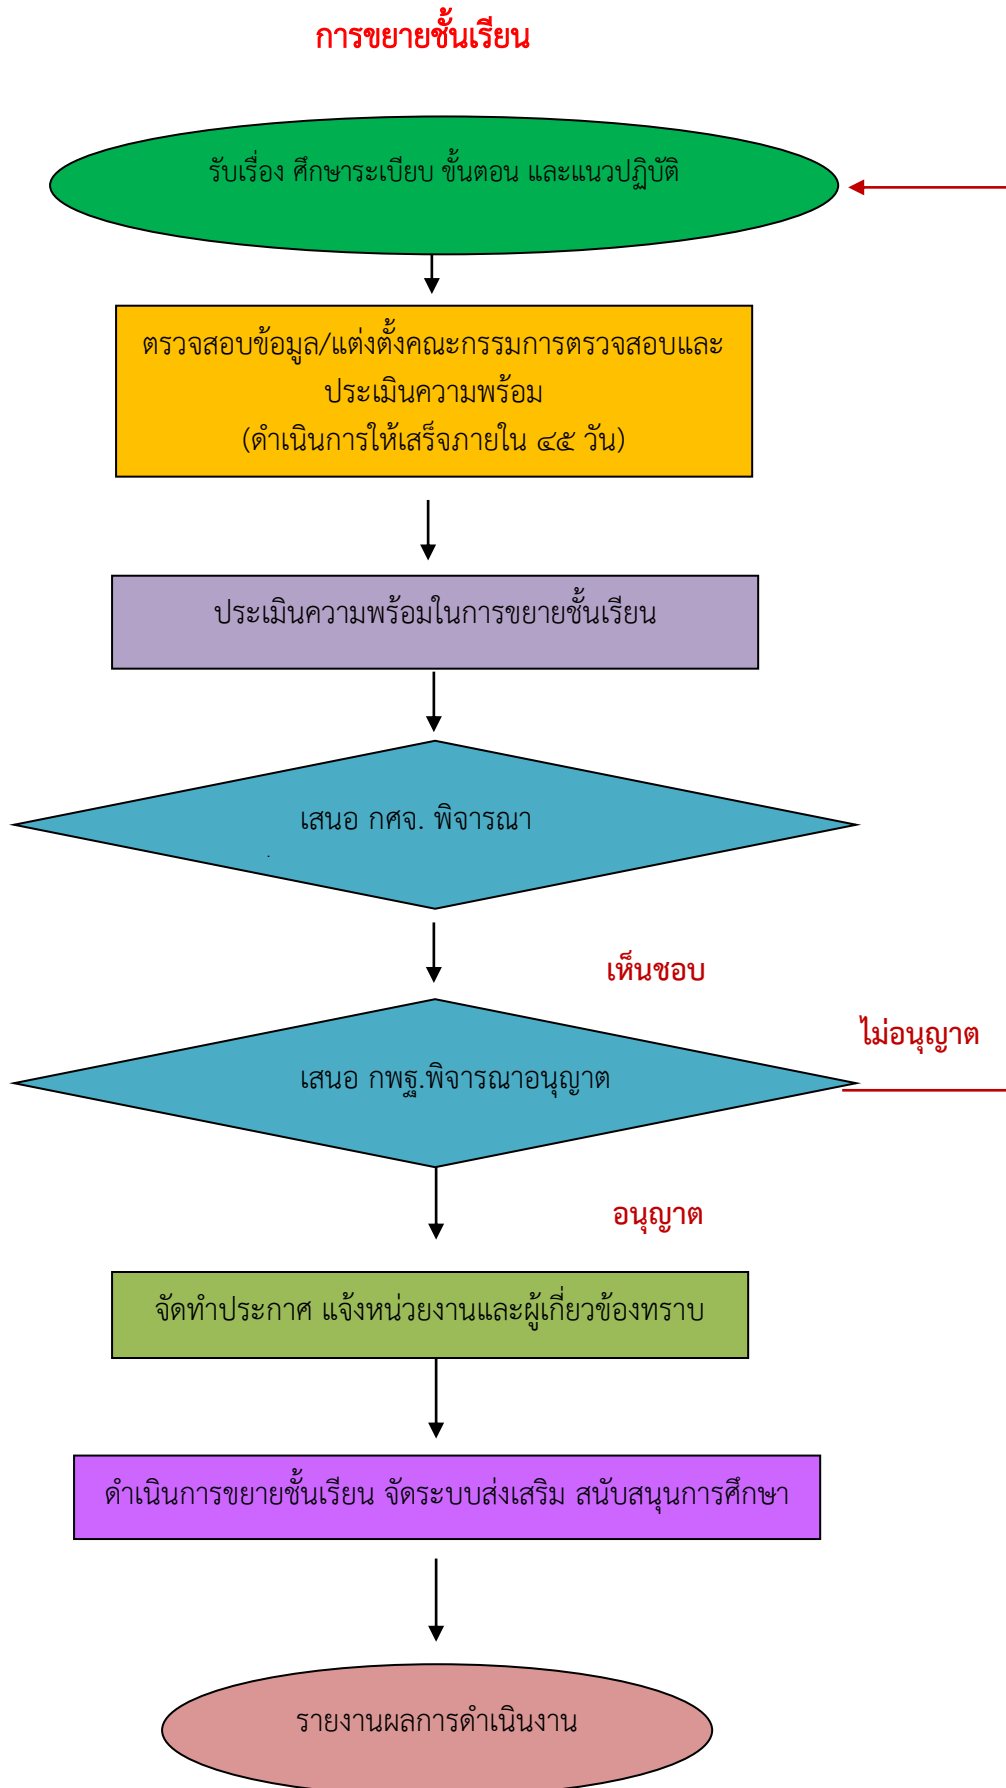 การขยายชั้นเรียน
รับเรื่อง ศึกษาระเบียบ ขั้นตอน และแนวปฏิบัติ
ตรวจสอบข้อมูล/แต่งตั้งคณะกรรมการตรวจสอบและ
ประเมินความพร้อม
(ดำเนินการให้เสร็จภายใน ๔๕ วัน)
ประเมินความพร้อมในการขยายชั้นเรียน
เสนอ กศจ. พิจารณา
เห็นชอบ
ไม่อนุญาต
เสนอ กพฐ.พิจารณาอนุญาต
อนุญาต
จัดทำประกาศ แจ้งหน่วยงานและผู้เกี่ยวข้องทราบ
ดำเนินการขยายชั้นเรียน จัดระบบส่งเสริม สนับสนุนการศึกษา
รายงานผลการดำเนินงาน